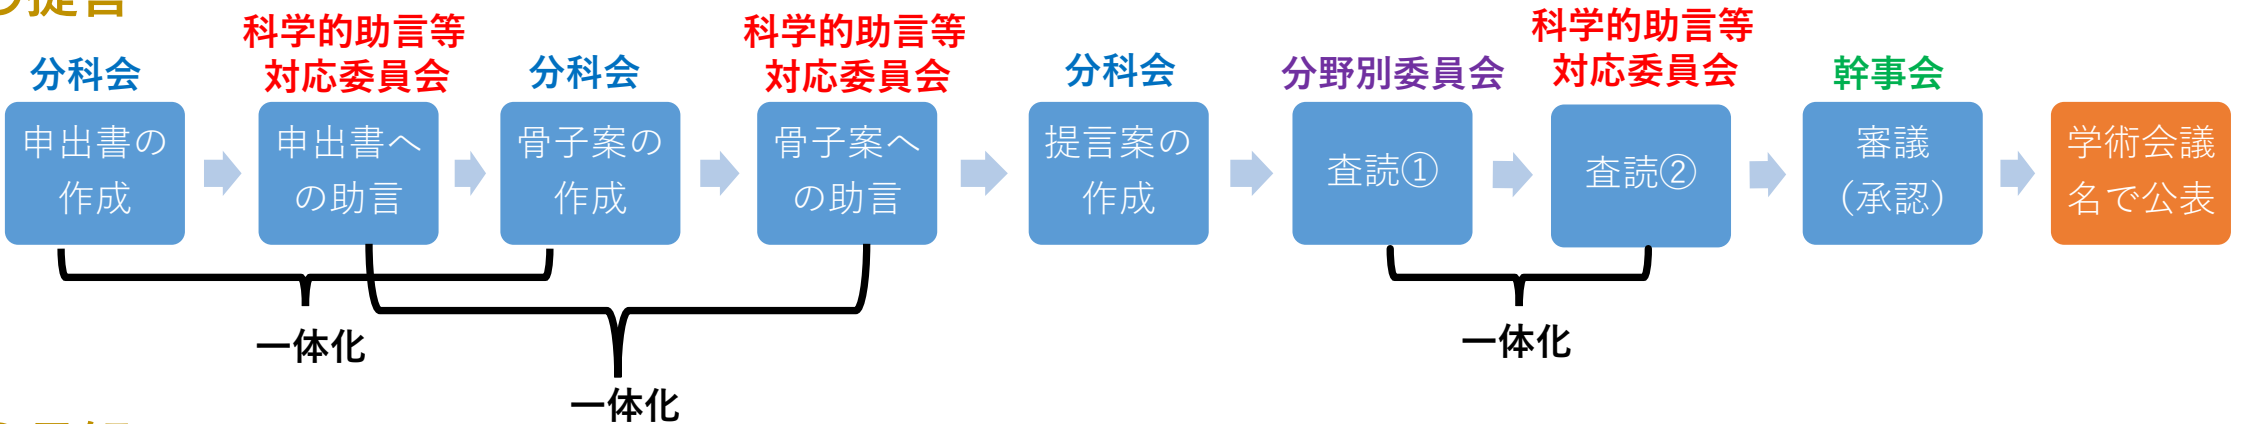 の提言
分科会
科学的助言等
対応委員会
分科会
科学的助言等
対応委員会
分科会
分野別委員会
科学的助言等
対応委員会
幹事会
申出書の
作成
申出書へ
の助言
骨子案の
作成
骨子案へ
の助言
提言案の
作成
査読①
査読②
審議
（承認）
学術会議
名で公表
一体化
一体化
一体化